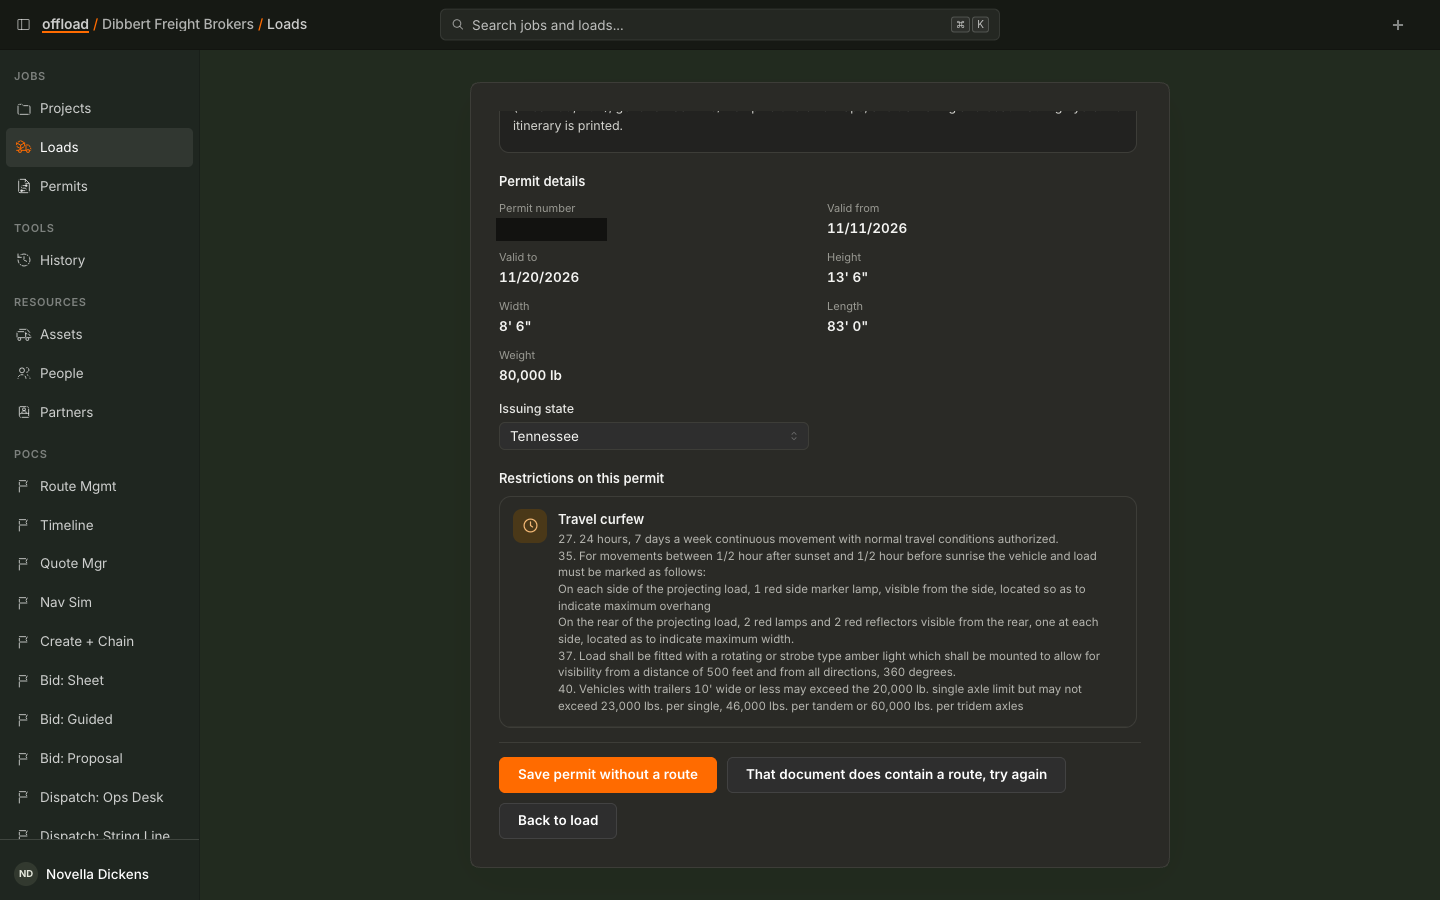 offload / Dibbert Freight Brokers / Loads
Search jobs and loads...
⌘ K
JOBS
Projects
Loads
Permits
TOOLS
History
RESOURCES
Assets
People
Partners
POCS
Route Mgmt
Timeline
Quote Mgr
Nav Sim
Create + Chain
Bid: Sheet
Bid: Guided
Bid: Proposal
Dispatch: Ops Desk
Dispatch: String Line
ND Novella Dickens
itinerary is printed.
Permit details
Permit number
Valid from
11/11/2026
Valid to
11/20/2026
Height
13' 6"
Width
8' 6"
Length
83' 0"
Weight
80,000 lb
Issuing state
Tennessee
Restrictions on this permit
Travel curfew
27. 24 hours, 7 days a week continuous movement with normal travel conditions authorized.
35. For movements between 1/2 hour after sunset and 1/2 hour before sunrise the vehicle and load
must be marked as follows:
On each side of the projecting load, 1 red side marker lamp, visible from the side, located so as to
indicate maximum overhang
On the rear of the projecting load, 2 red lamps and 2 red reflectors visible from the rear, one at each
side, located as to indicate maximum width.
37. Load shall be fitted with a rotating or strobe type amber light which shall be mounted to allow for
visibility from a distance of 500 feet and from all directions, 360 degrees.
40. Vehicles with trailers 10' wide or less may exceed the 20,000 lb. single axle limit but may not
exceed 23,000 lbs. per single, 46,000 lbs. per tandem or 60,000 lbs. per tridem axles
Save permit without a route
That document does contain a route, try again
Back to load